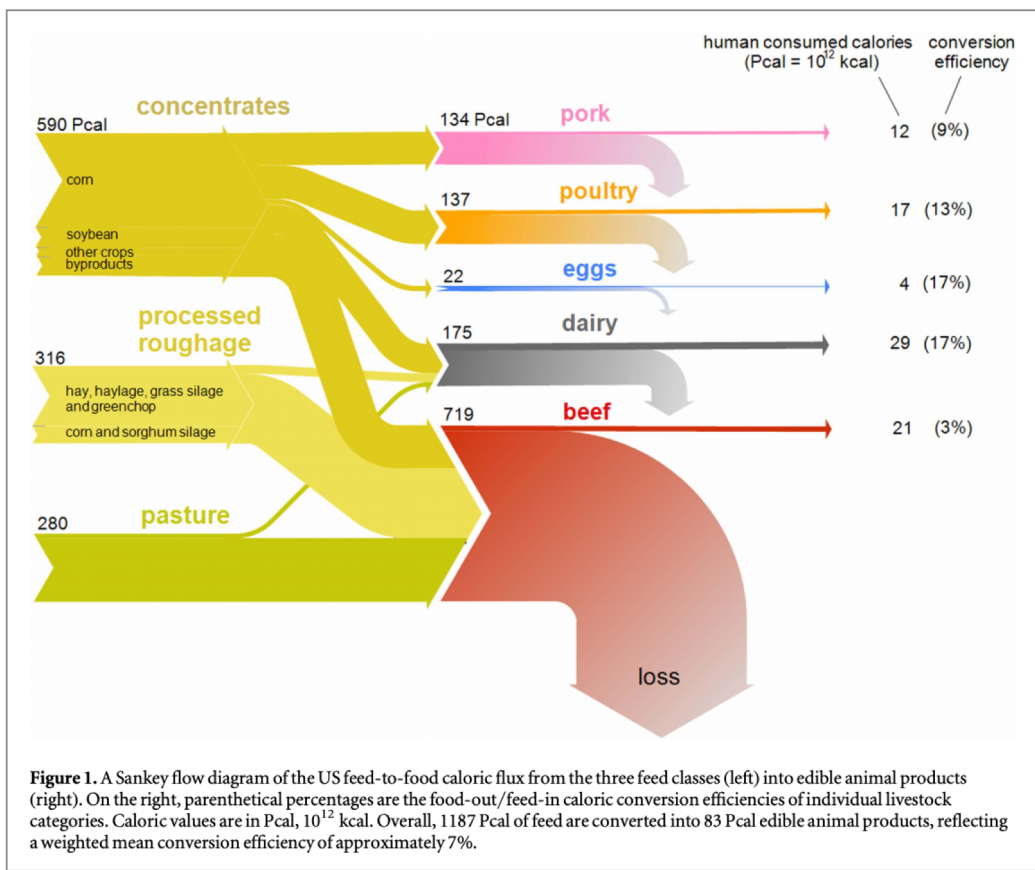 human consumed calories
(Pcal = 10¹² kcal)
conversion
efficiency
concentrates
590 Pcal
corn
soybean
other crops
byproducts
processed
roughage
316
hay, haylage, grass silage
and greenchop
corn and sorghum silage
pasture
280
134 Pcal
pork
12
(9%)
137
poultry
17
(13%)
22
eggs
4
(17%)
175
dairy
29
(17%)
719
beef
21
(3%)
loss
Figure 1. A Sankey flow diagram of the US feed-to-food caloric flux from the three feed classes (left) into edible animal products
(right). On the right, parenthetical percentages are the food-out/feed-in caloric conversion efficiencies of individual livestock
categories. Caloric values are in Pcal, 10¹² kcal. Overall, 1187 Pcal of feed are converted into 83 Pcal edible animal products, reflecting
a weighted mean conversion efficiency of approximately 7%.